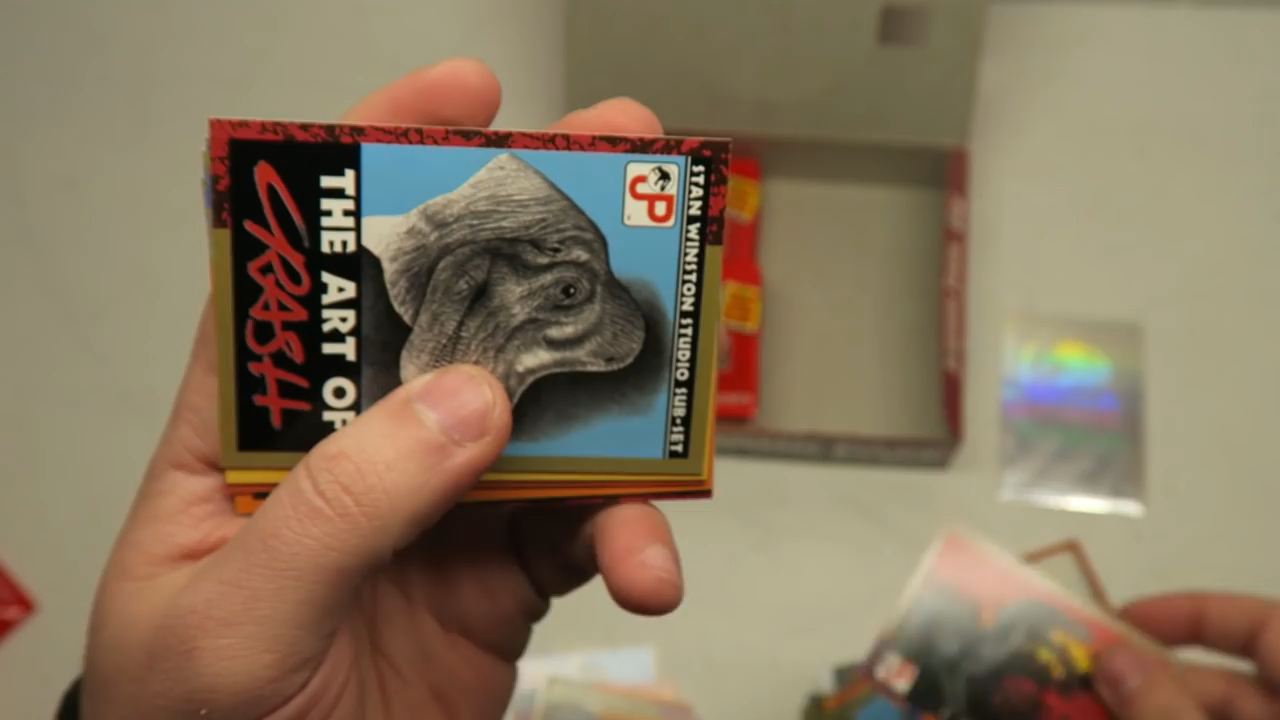 STAN WINSTON STUDIO SUB-SET
JP
THE ART OF
CRASH